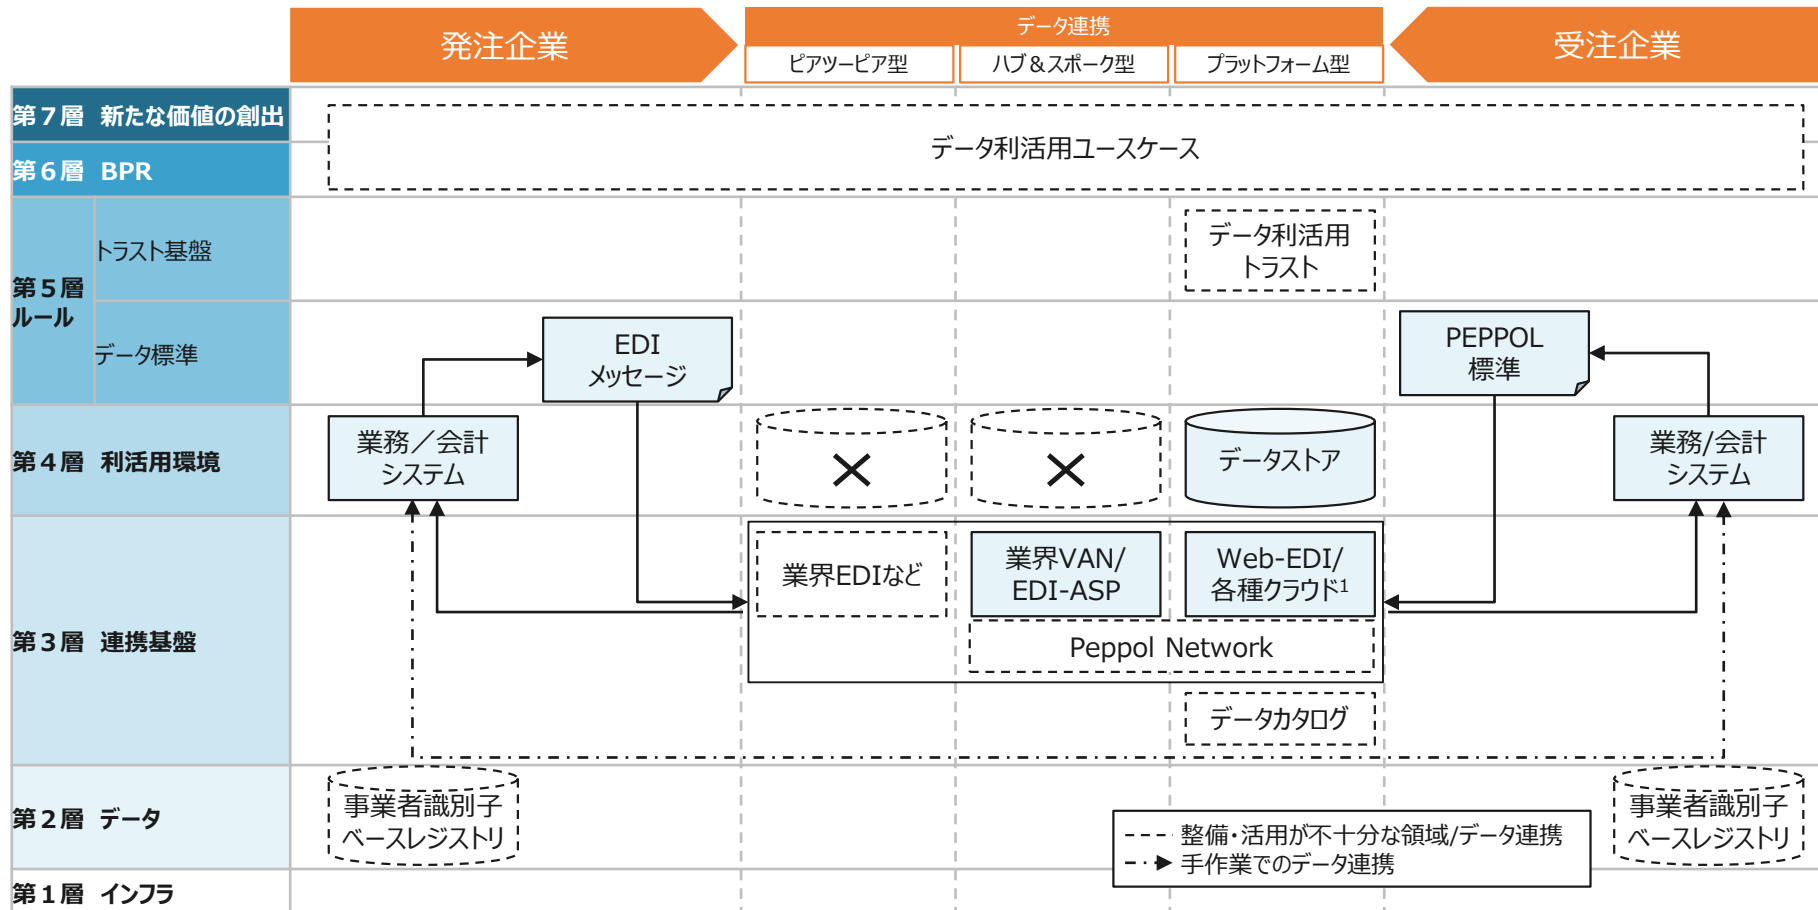 発注企業
データ連携
受注企業
ピアツーピア型
ハブ＆スポーク型
プラットフォーム型
第７層 新たな価値の創出
第６層 BPR
データ利活用ユースケース
第５層
ルール
トラスト基盤
データ利活用
トラスト
データ標準
EDI
メッセージ
PEPPOL
標準
第４層 利活用環境
業務／会計
システム
データストア
業務/会計
システム
第３層 連携基盤
業界EDIなど
業界VAN/
EDI-ASP
Web-EDI/
各種クラウド1
Peppol Network
データカタログ
第２層 データ
事業者識別子
ベースレジストリ
事業者識別子
ベースレジストリ
整備・活用が不十分な領域/データ連携
手作業でのデータ連携
第１層 インフラ